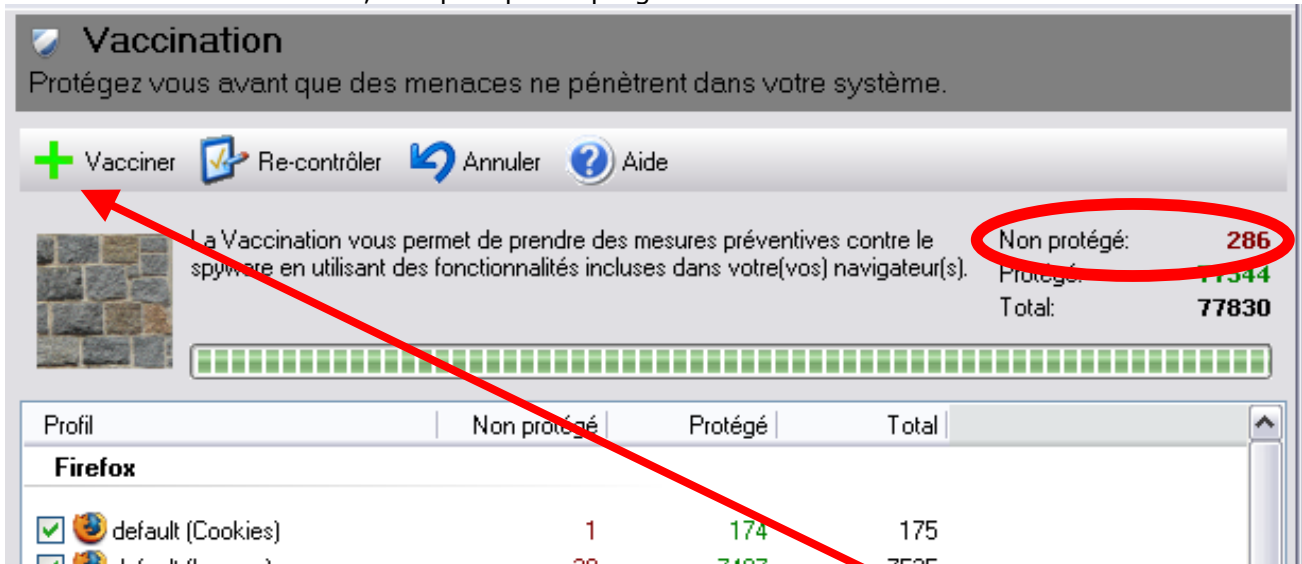 Vaccination
Protégez vous avant que des menaces ne pénètrent dans votre système.
Vacciner Re-contrôler Annuler Aide
La Vaccination vous permet de prendre des mesures préventives contre le
spyware en utilisant des fonctionnalités incluses dans votre(vos) navigateur(s).
Non protégé: 286
Protégé:
Total: 77830
Profil Non protégé Protégé Total
Firefox
default (Cookies) 1 174 175